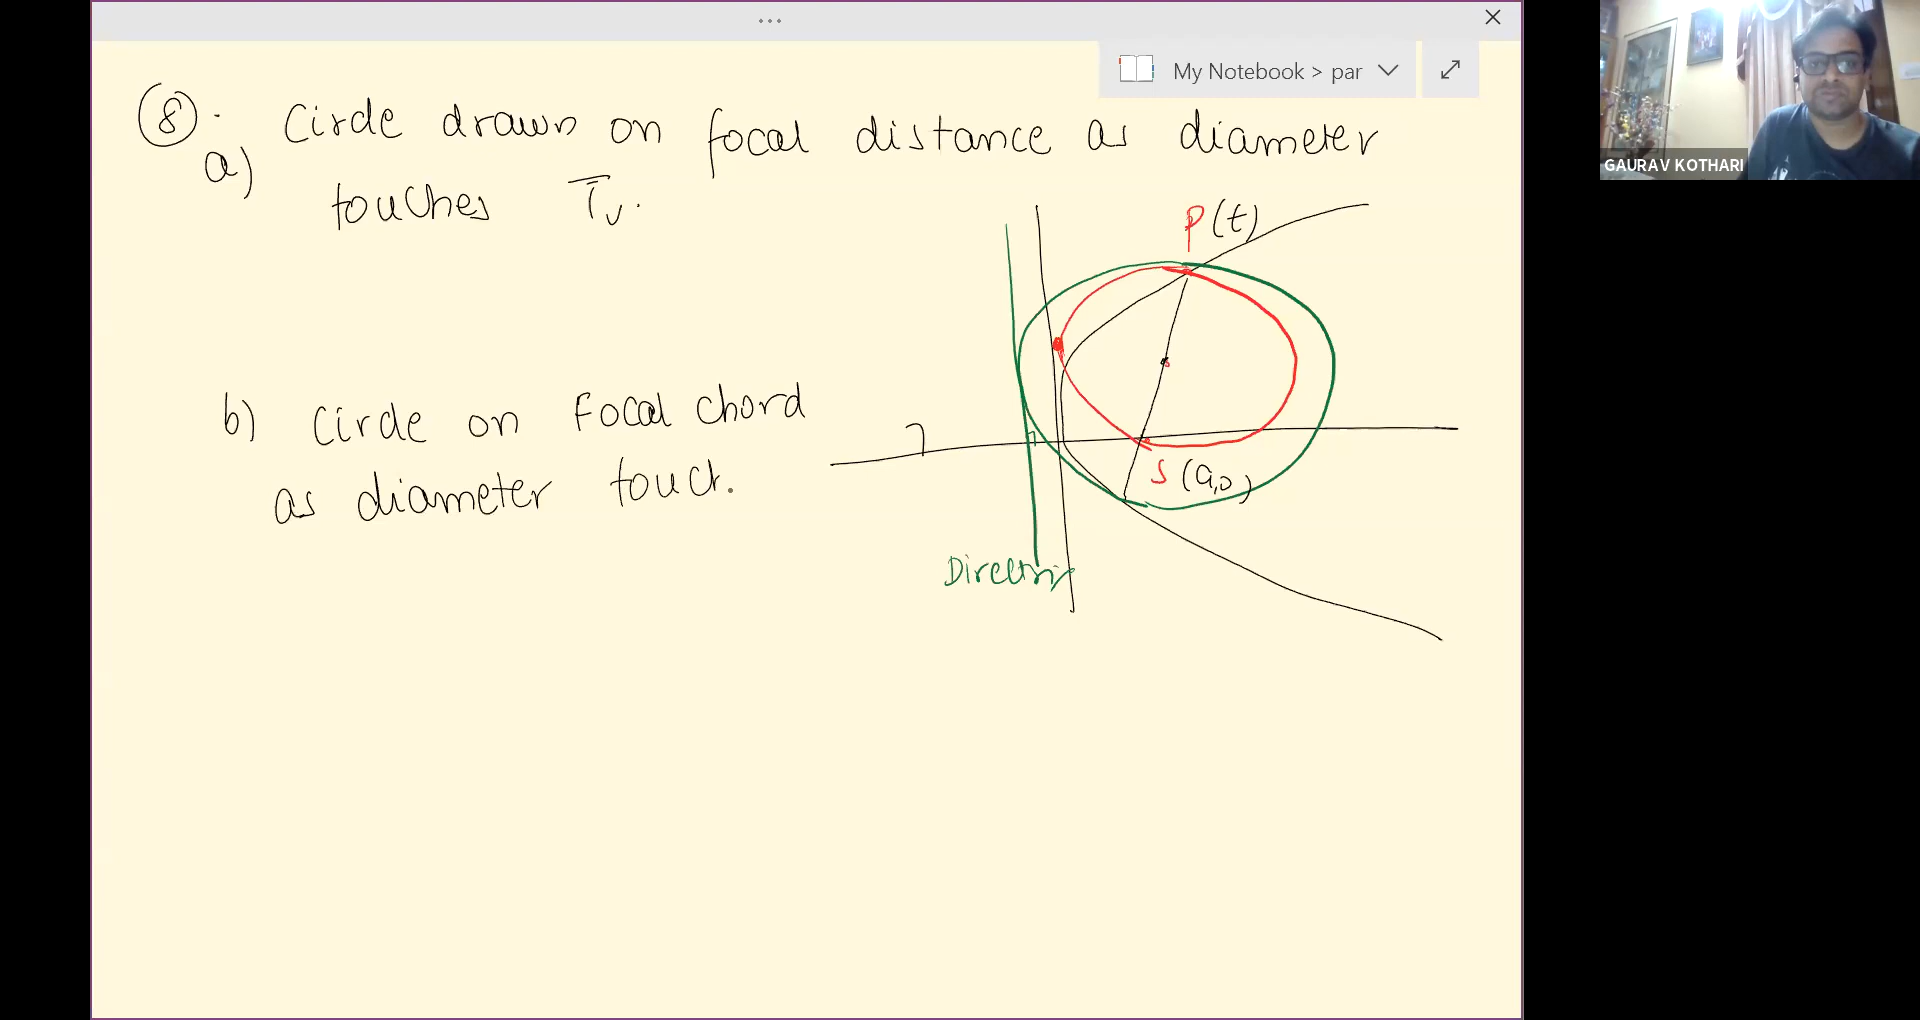 My Notebook > par
GAURAV KOTHARI
8.
a) Circle drawn on focal distance as diameter
touches Tv.
P(t)
b) Circle on Focal chord
as diameter touch.
S (a,0)
Directrix